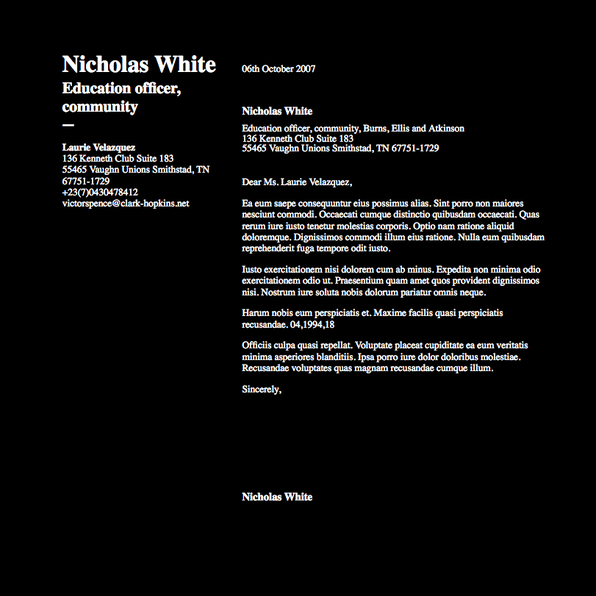 Nicholas White
Education officer,
community
—
Laurie Velazquez
136 Kenneth Club Suite 183
55465 Vaughn Unions Smithstad, TN
67751-1729
+23(7)0430478412
victorspence@clark-hopkins.net
06th October 2007
Nicholas White
Education officer, community, Burns, Ellis and Atkinson
136 Kenneth Club Suite 183
55465 Vaughn Unions Smithstad, TN 67751-1729
Dear Ms. Laurie Velazquez,
Ea eum saepe consequuntur eius possimus alias. Sint porro non maiores
nesciunt commodi. Occaecati cumque distinctio quibusdam occaecati. Quas
rerum iure iusto tenetur molestias corporis. Optio nam ratione aliquid
doloremque. Dignissimos commodi illum eius ratione. Nulla eum quibusdam
reprehenderit fuga tempore odit iusto.
Iusto exercitationem nisi dolorem cum ab minus. Expedita non minima odio
exercitationem odio ut. Praesentium quam amet quos provident dignissimos
nisi. Nostrum iure soluta nobis dolorum pariatur omnis neque.
Harum nobis eum perspiciatis et. Maxime facilis quasi perspiciatis
recusandae. 04,1994,18
Officiis culpa quasi repellat. Voluptate placeat cupiditate ea eum veritatis
minima asperiores blanditiis. Ipsa porro iure dolor doloribus molestiae.
Recusandae voluptates quas magnam recusandae cumque illum.
Sincerely,
Nicholas White